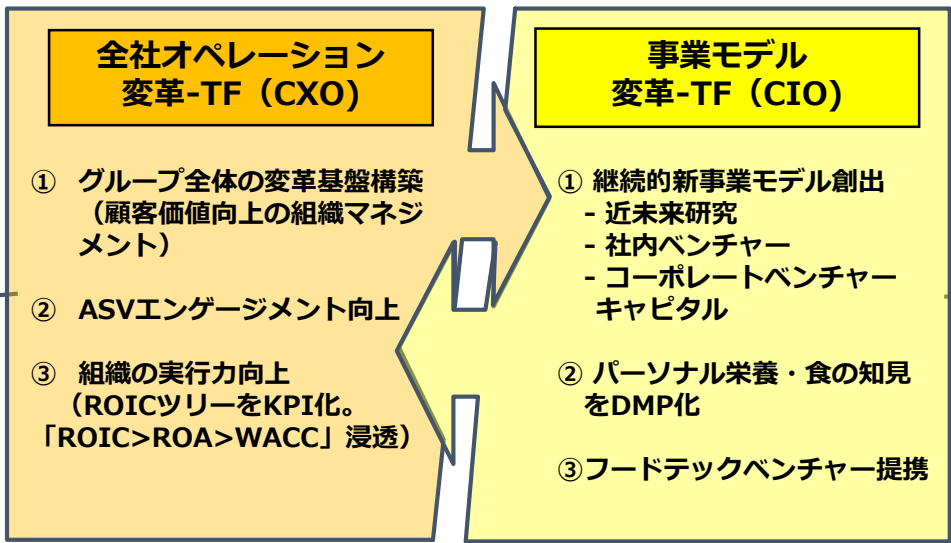 全社オペレーション
変革-TF（CXO)
① グループ全体の変革基盤構築
（顧客価値向上の組織マネジ
メント）
② ASVエンゲージメント向上
③ 組織の実行力向上
（ROICツリーをKPI化。
「ROIC>ROA>WACC」浸透）
事業モデル
変革-TF（CIO)
① 継続的新事業モデル創出
- 近未来研究
- 社内ベンチャー
- コーポレートベンチャー
キャピタル
② パーソナル栄養・食の知見
をDMP化
③フードテックベンチャー提携